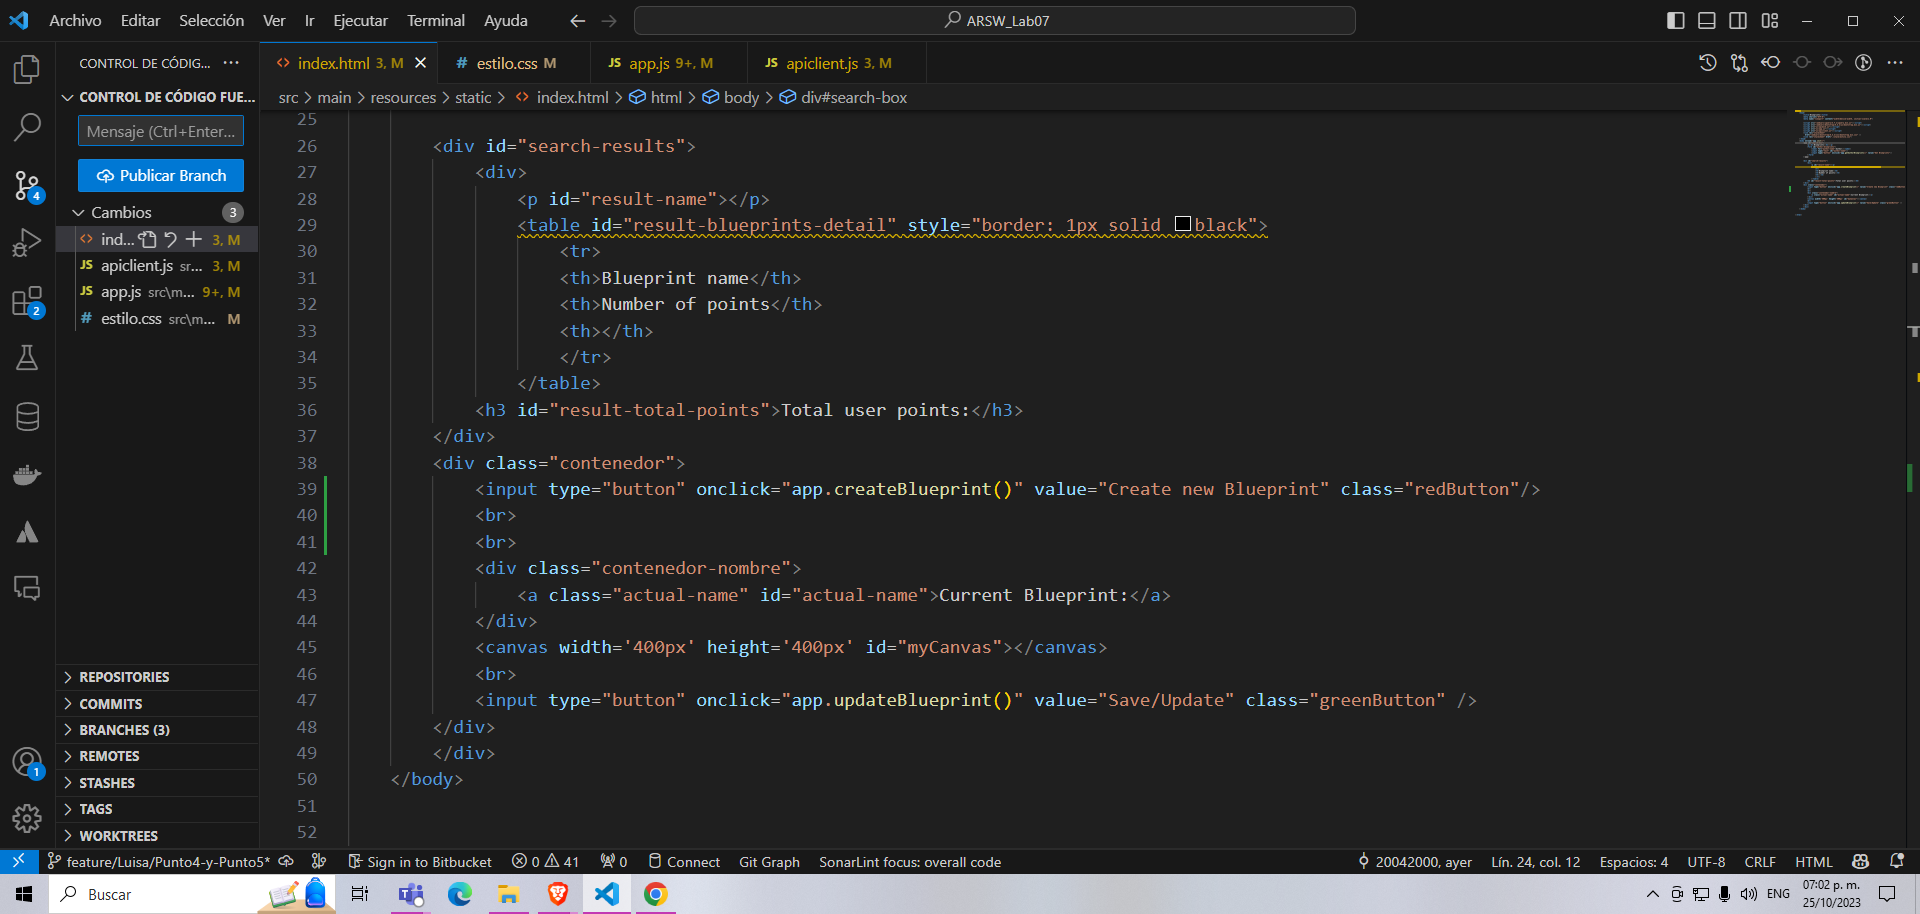 Archivo Editar Selección Ver Ir Ejecutar Terminal Ayuda
ARSW_Lab07
CONTROL DE CÓDIG... ···
index.html 3, M
# estilo.css M
JS app.js 9+, M
JS apiclient.js 3, M
CONTROL DE CÓDIGO FUE...
src > main > resources > static > index.html > html > body > div#search-box
Mensaje (Ctrl+Enter...
Publicar Branch
Cambios 3
ind... 3, M
JS apiclient.js sr... 3, M
JS app.js src\m... 9+, M
# estilo.css src\m... M
4
2
1
REPOSITORIES
COMMITS
BRANCHES (3)
REMOTES
STASHES
TAGS
WORKTREES
25
26 <div id="search-results">
27 <div>
28 <p id="result-name"></p>
29 <table id="result-blueprints-detail" style="border: 1px solid black">
30 <tr>
31 <th>Blueprint name</th>
32 <th>Number of points</th>
33 <th></th>
34 </tr>
35 </table>
36 <h3 id="result-total-points">Total user points:</h3>
37 </div>
38 <div class="contenedor">
39 <input type="button" onclick="app.createBlueprint()" value="Create new Blueprint" class="redButton"/>
40 <br>
41 <br>
42 <div class="contenedor-nombre">
43 <a class="actual-name" id="actual-name">Current Blueprint:</a>
44 </div>
45 <canvas width='400px' height='400px' id="myCanvas"></canvas>
46 <br>
47 <input type="button" onclick="app.updateBlueprint()" value="Save/Update" class="greenButton" />
48 </div>
49 </div>
50 </body>
51
52
feature/Luisa/Punto4-y-Punto5* Sign in to Bitbucket 0 41 0 Connect Git Graph SonarLint focus: overall code 20042000, ayer Lín. 24, col. 12 Espacios: 4 UTF-8 CRLF HTML
Buscar
ENG
07:02 p. m.
25/10/2023